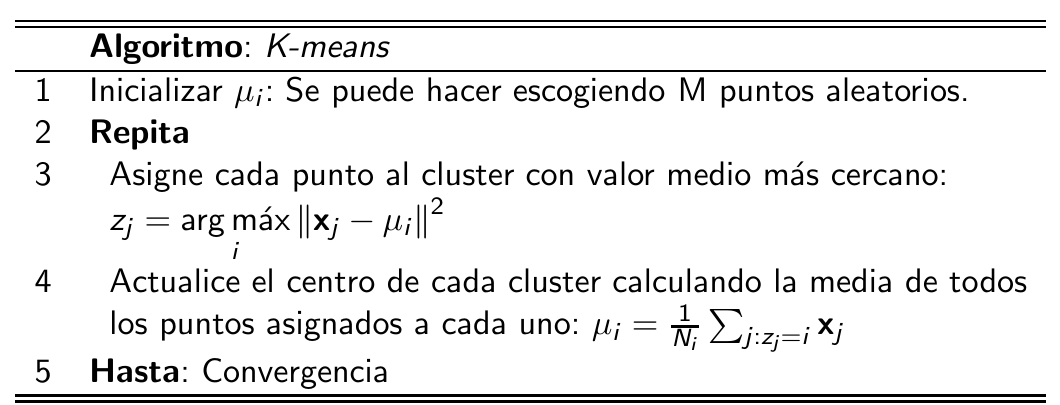 Algoritmo: K-means
1 Inicializar μᵢ: Se puede hacer escogiendo M puntos aleatorios.
2 Repita
3 Asigne cada punto al cluster con valor medio más cercano:
zⱼ = arg máxᵢ ‖xⱼ − μᵢ‖²
4 Actualice el centro de cada cluster calculando la media de todos
los puntos asignados a cada uno: μᵢ = 1/Nᵢ ∑ⱼ:zⱼ=ᵢ xⱼ
5 Hasta: Convergencia